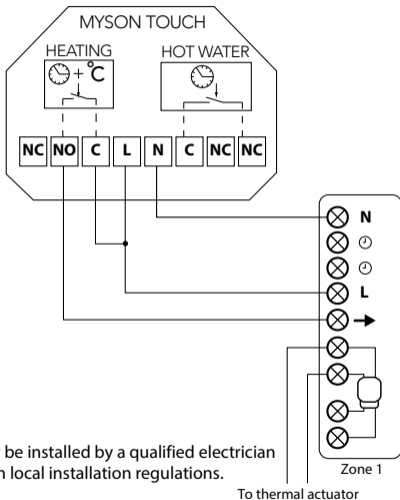 MYSON TOUCH
HEATING HOT WATER
+ °C
NC NO C L N C NC NC
N
L
Zone 1
be installed by a qualified electrician
local installation regulations.
To thermal actuator